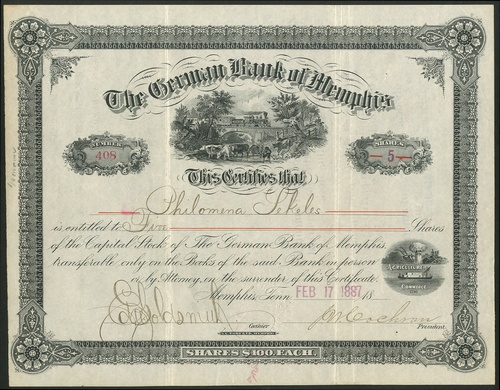 The German Bank of Memphis
NUMBER SHARES
408 5
This Certifies that
Philomena
is entitled to Five Shares
of the Capital Stock of The German Bank of Memphis,
transferable only on the Books of the said Bank in person
or by Attorney, on the surrender of this Certificate.
AGRICULTURE
COMMERCE
Memphis, Tenn. FEB 17 1887 18
Cashier President.
SHARES $100. EACH.